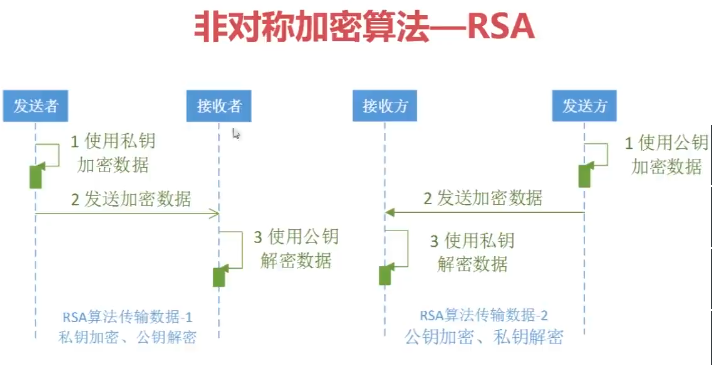 非对称加密算法—RSA
发送者
接收者
1 使用私钥
加密数据
2 发送加密数据
3 使用公钥
解密数据
RSA算法传输数据-1
私钥加密、公钥解密
接收方
发送方
1 使用公钥
加密数据
2 发送加密数据
3 使用私钥
解密数据
RSA算法传输数据-2
公钥加密、私钥解密